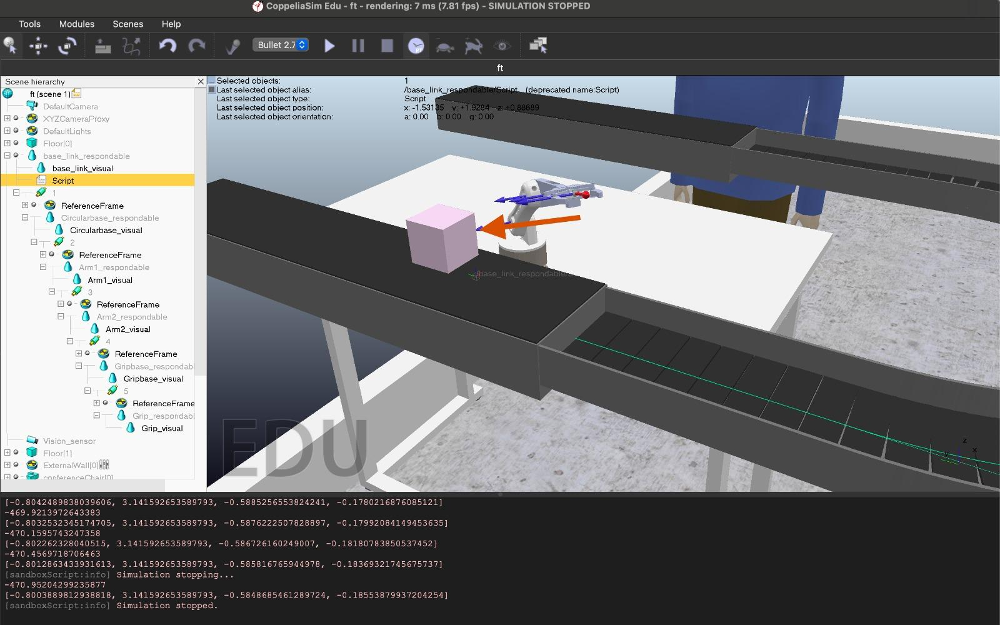 CoppeliaSim Edu - ft - rendering: 7 ms (7.81 fps) - SIMULATION STOPPED
Tools Modules Scenes Help
Bullet 2.7
RT
ft
Scene hierarchy
ft (scene 1)
DefaultCamera
XYZCameraProxy
DefaultLights
Floor[0]
base_link_respondable
base_link_visual
Script
1
ReferenceFrame
Circularbase_respondable
Circularbase_visual
2
ReferenceFrame
Arm1_respondable
Arm1_visual
3
ReferenceFrame
Arm2_respondable
Arm2_visual
4
ReferenceFrame
Gripbase_respondabl
Gripbase_visual
5
ReferenceFrame
Grip_respondabl
Grip_visual
Vision_sensor
Floor[1]
ExternalWall[0]
conferenceChair[0]
Selected objects: 1
Last selected object alias: /base_link_respondable/Script (deprecated name:Script)
Last selected object type: Script
Last selected object position: x: -1.53135 y: +1.9284 z: +0.88689
Last selected object orientation: a: 0.00 b: 0.00 g: 0.00
/base_link_respondable/
EDU
z
x
[-0.8042489838039606, 3.141592653589793, -0.5885256553824241, -0.1780216876085121]
-469.9213972643383
[-0.8032532345174705, 3.141592653589793, -0.5876222507828897, -0.17992084149453635]
-470.1595743247358
[-0.802262328040515, 3.141592653589793, -0.586726160249007, -0.18180783850537452]
-470.4569718706463
[-0.8012863433931613, 3.141592653589793, -0.585816765944978, -0.18369321745675737]
[sandboxScript:info] Simulation stopping...
-470.95204299235877
[-0.8003889812938818, 3.141592653589793, -0.5848685461289724, -0.18553879937204254]
[sandboxScript:info] Simulation stopped.